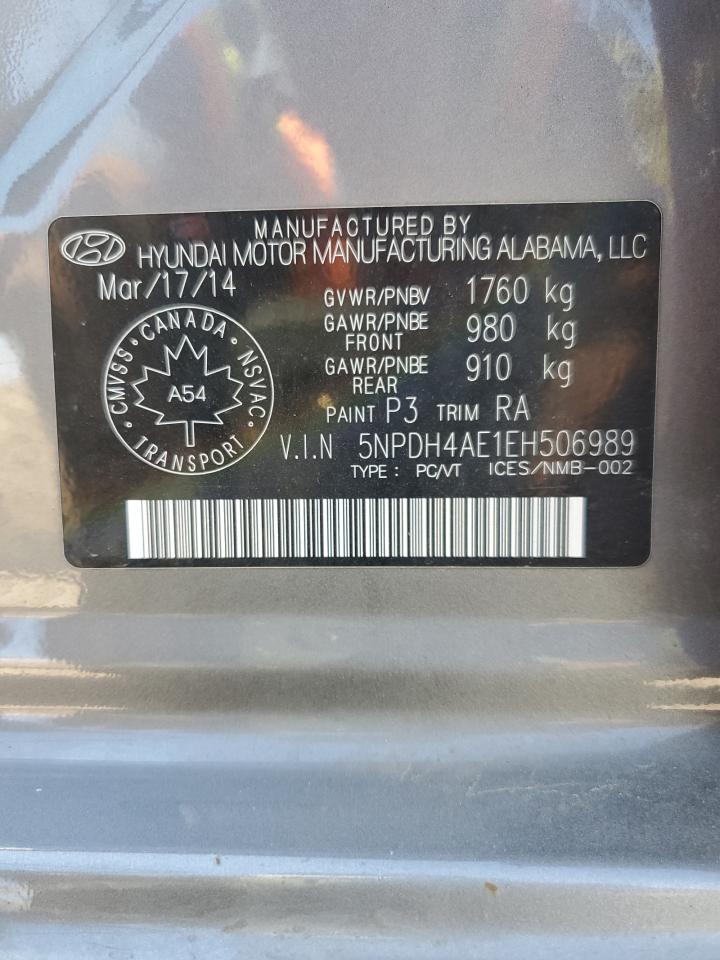 MANUFACTURED BY
HYUNDAI MOTOR MANUFACTURING ALABAMA, LLC
Mar/17/14
GVWR/PNBV 1760 kg
GAWR/PNBE FRONT 980 kg
GAWR/PNBE REAR 910 kg
CMVSS · CANADA · NSVAC · TRANSPORT ·
A54
PAINT P3 TRIM RA
V.I.N 5NPDH4AE1EH506989
TYPE : PC/VT ICES/NMB-002